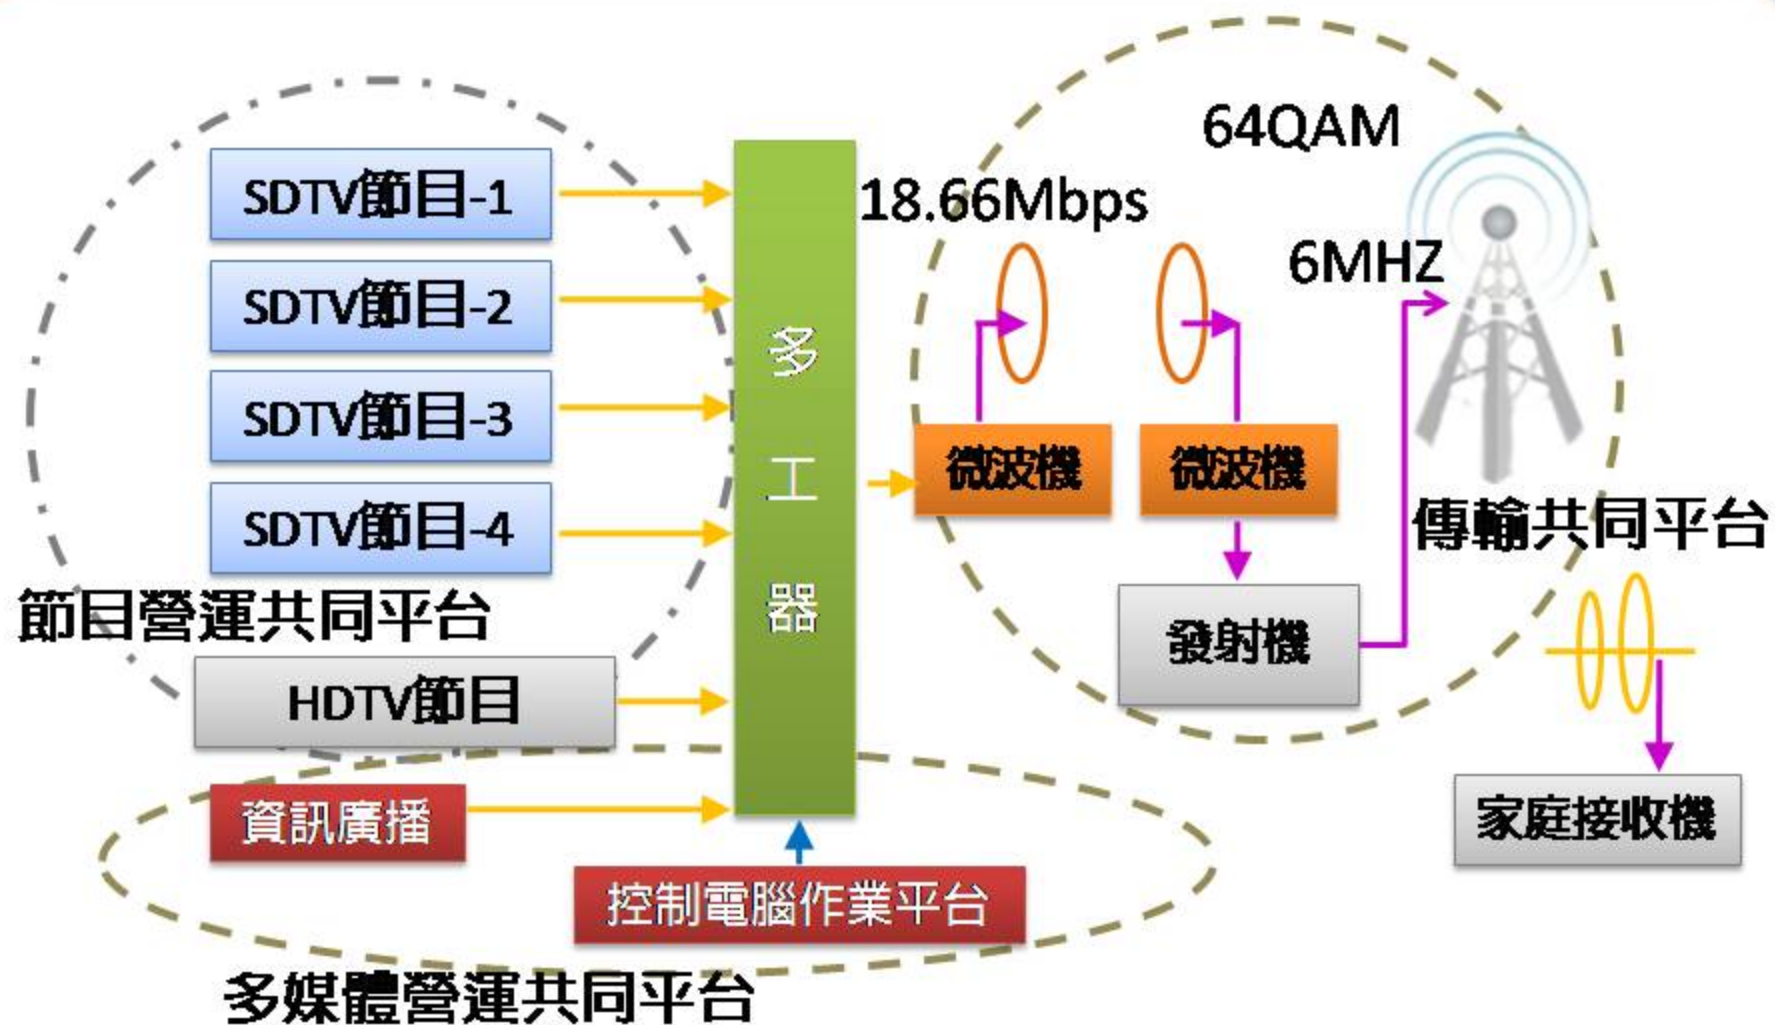 SDTV節目-1
SDTV節目-2
SDTV節目-3
SDTV節目-4
節目營運共同平台
HDTV節目
資訊廣播
控制電腦作業平台
多媒體營運共同平台
多工器
18.66Mbps
64QAM
6MHZ
微波機
微波機
發射機
傳輸共同平台
家庭接收機